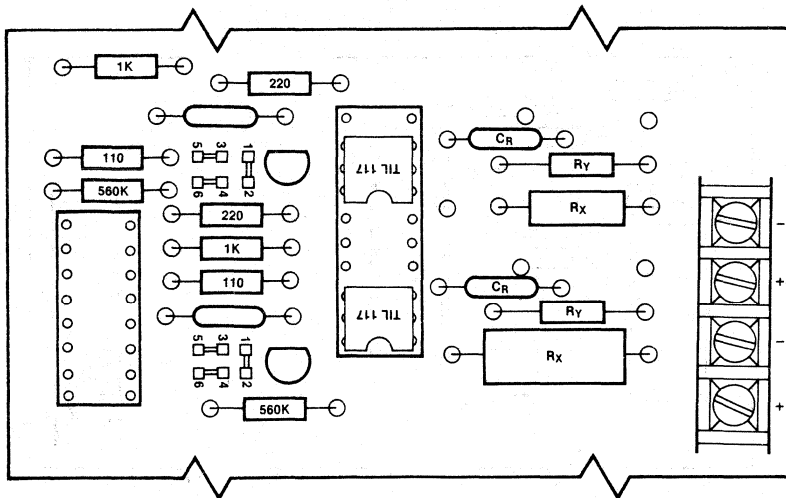 1K
220
110
5 3 1
6 4 2
560K
220
1K
110
5 3 1
6 4 2
560K
TIL 117
TIL 117
CR
RY
RX
CR
RY
RX
-
+
-
+